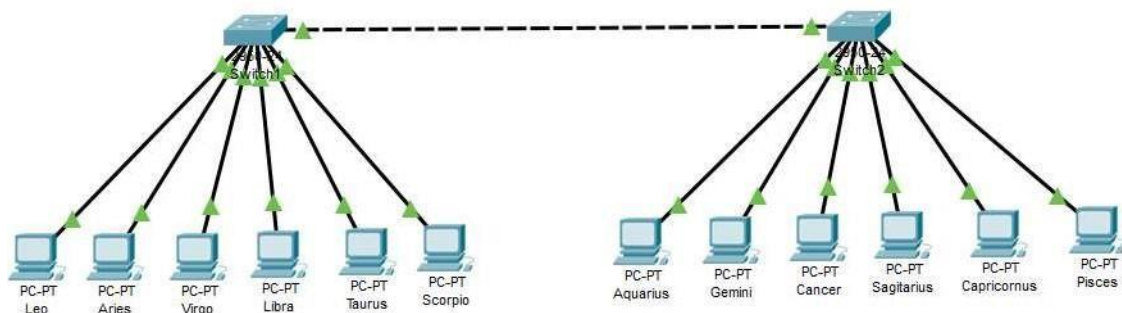 Switch1
Switch2
PC-PT
Leo
PC-PT
Aries
PC-PT
Virgo
PC-PT
Libra
PC-PT
Taurus
PC-PT
Scorpio
PC-PT
Aquarius
PC-PT
Gemini
PC-PT
Cancer
PC-PT
Sagitarius
PC-PT
Capricornus
PC-PT
Pisces